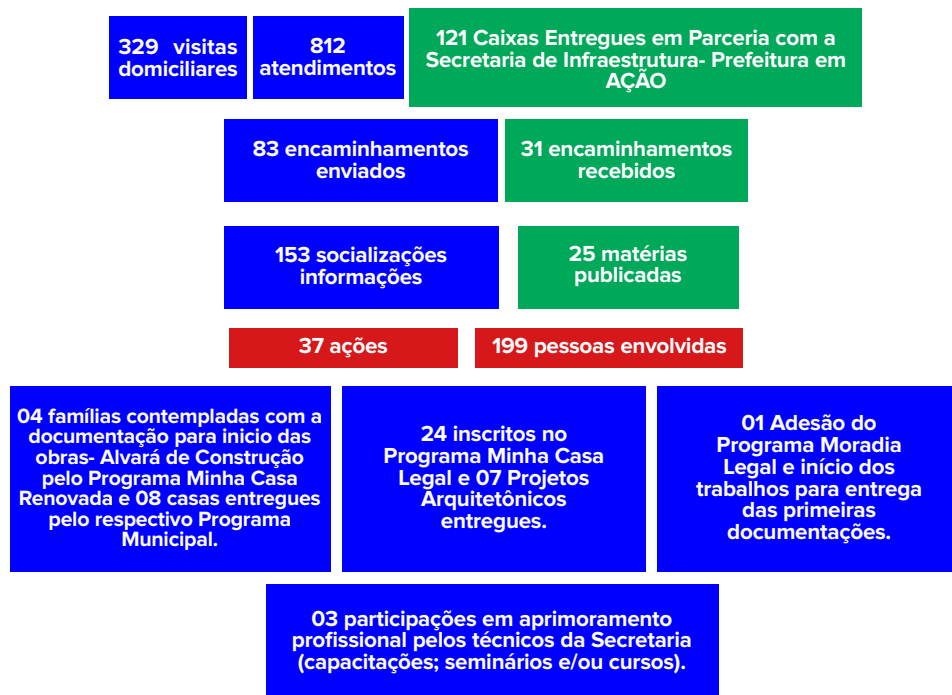 329 visitas
domiciliares
812
atendimentos
121 Caixas Entregues em Parceria com a
Secretaria de Infraestrutura- Prefeitura em
AÇÃO
83 encaminhamentos
enviados
31 encaminhamentos
recebidos
153 socializações
informações
25 matérias
publicadas
37 ações
199 pessoas envolvidas
04 famílias contempladas com a
documentação para inicio das
obras- Alvará de Construção
pelo Programa Minha Casa
Renovada e 08 casas entregues
pelo respectivo Programa
Municipal.
24 inscritos no
Programa Minha Casa
Legal e 07 Projetos
Arquitetônicos
entregues.
01 Adesão do
Programa Moradia
Legal e início dos
trabalhos para entrega
das primeiras
documentações.
03 participações em aprimoramento
profissional pelos técnicos da Secretaria
(capacitações; seminários e/ou cursos).